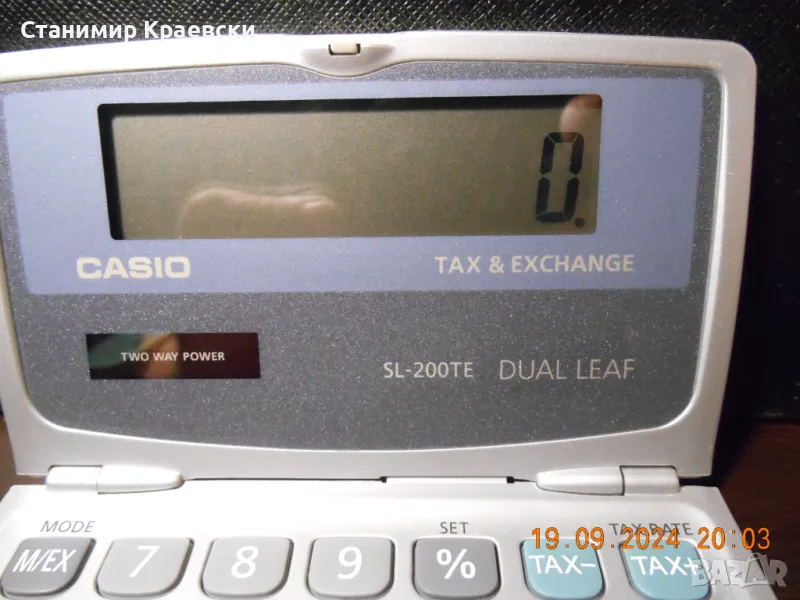 Станимир Краевски
0.
CASIO TAX & EXCHANGE
TWO WAY POWER
SL-200TE DUAL LEAF
MODE SET TAX RATE
M/EX 7 8 9 % TAX- TAX+
19.09.2024 20:03
BAZAR